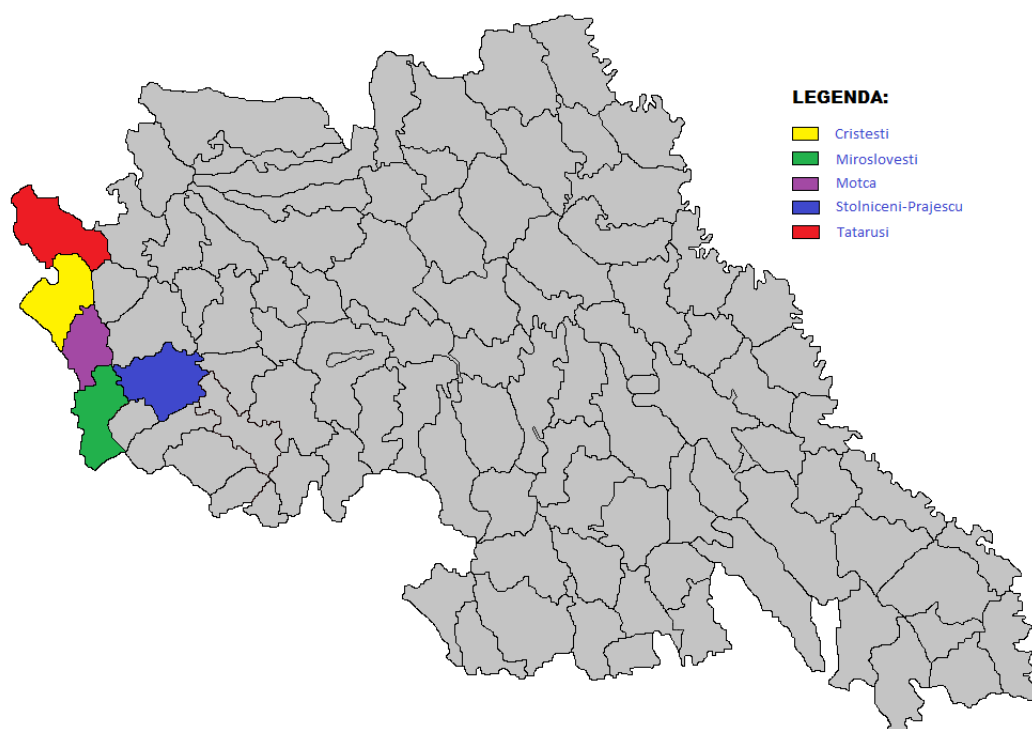 LEGENDA:
Cristesti
Miroslovesti
Motca
Stolniceni-Prajescu
Tatarusi